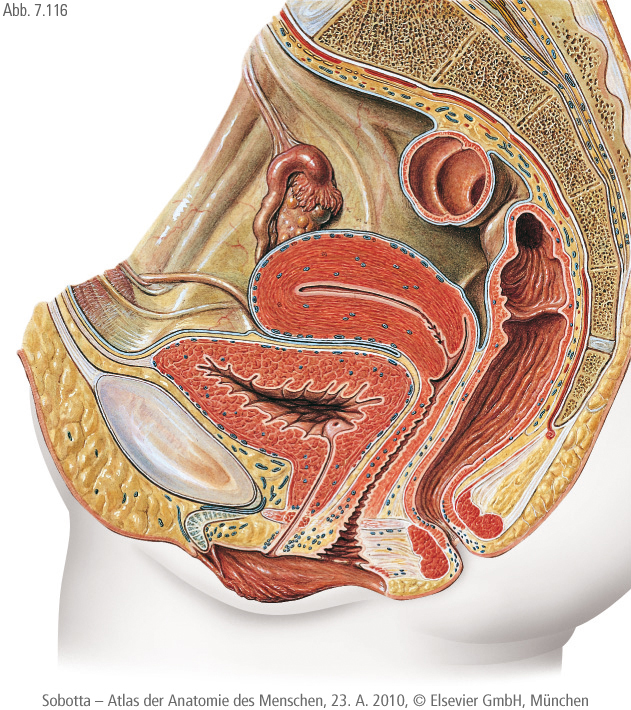 Abb. 7.116
Sobotta – Atlas der Anatomie des Menschen, 23. A. 2010, © Elsevier GmbH, München